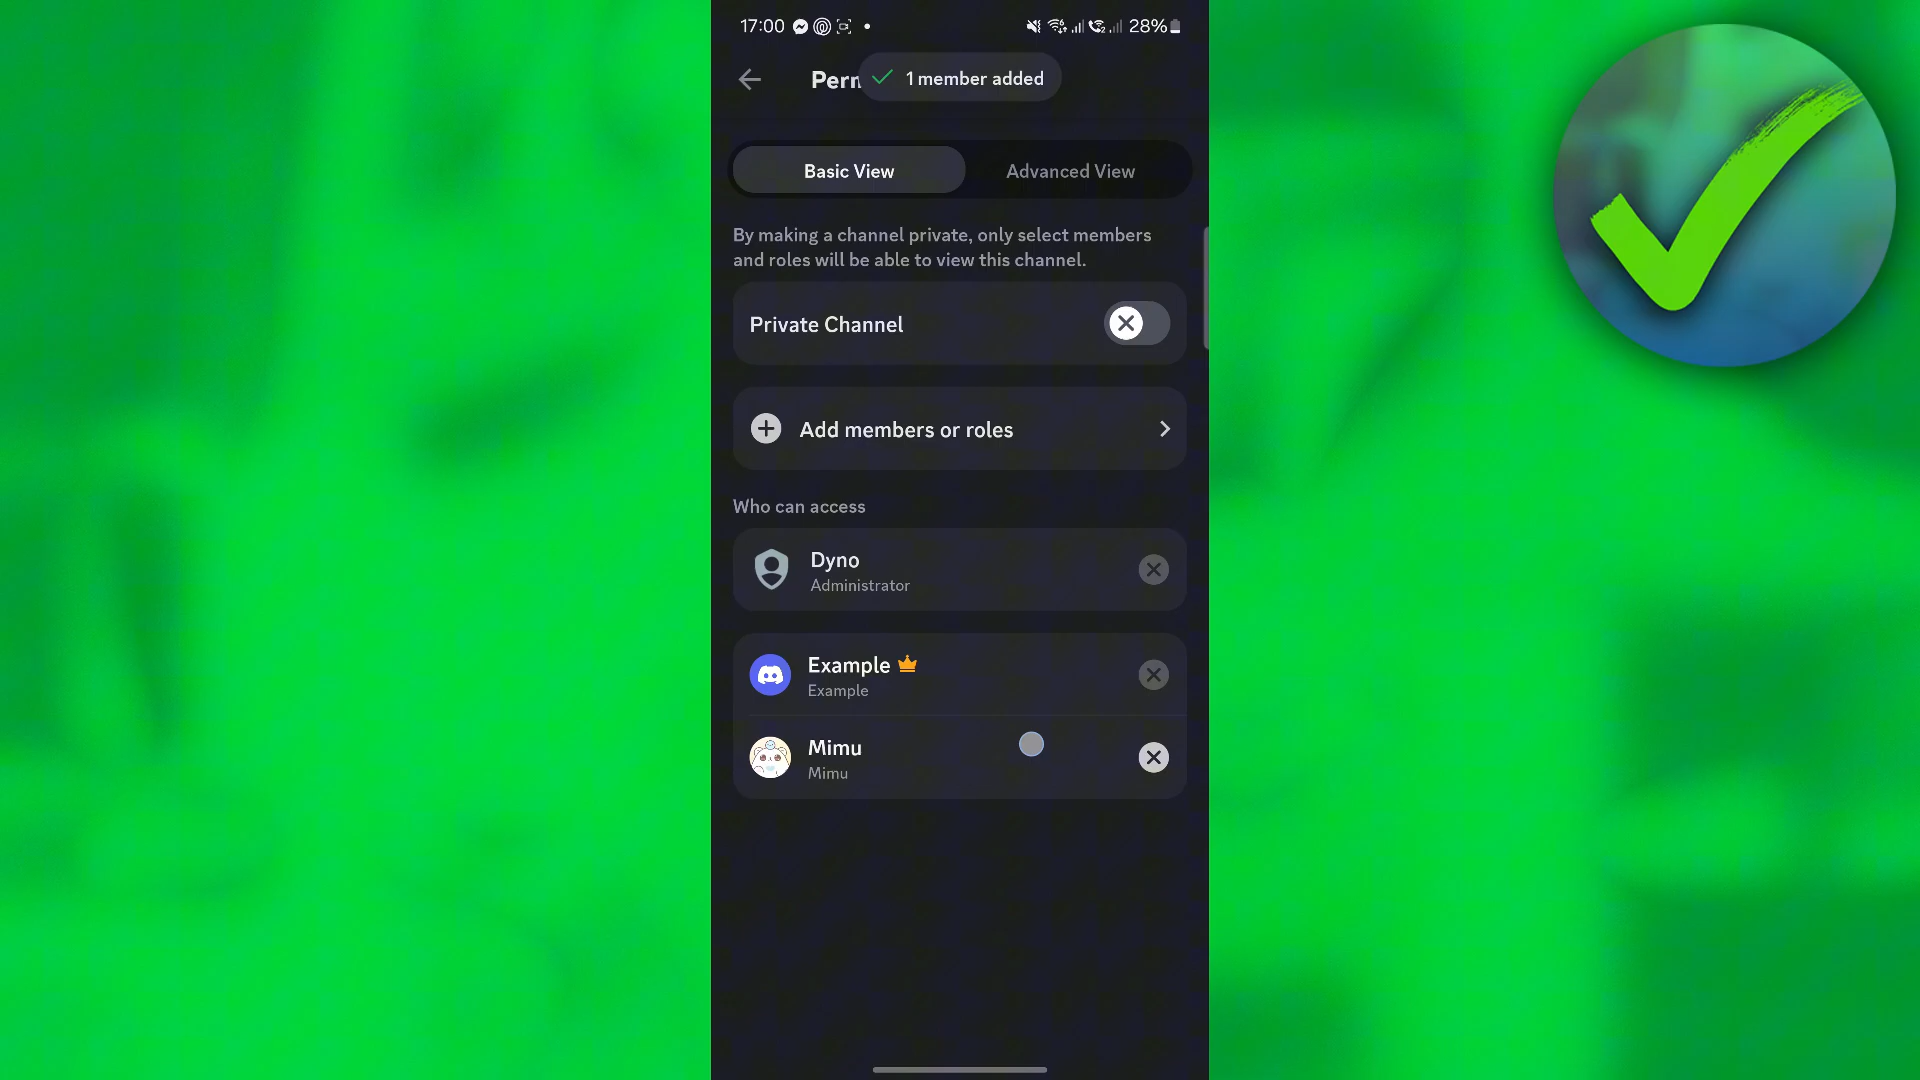 17:00
28%
Perm
1 member added
Basic View
Advanced View
By making a channel private, only select members
and roles will be able to view this channel.
Private Channel
Add members or roles
Who can access
Dyno
Administrator
Example
Example
Mimu
Mimu